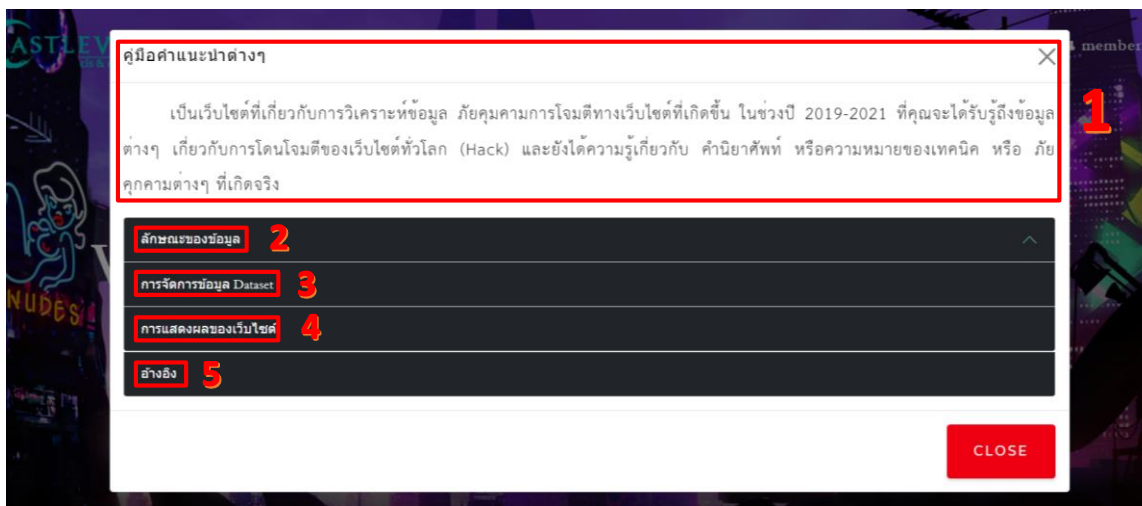 คู่มือคำแนะนำต่างๆ
member
เป็นเว็บไซต์ที่เกี่ยวกับการวิเคราะห์ข้อมูล ภัยคุมคามการโจมตีทางเว็บไซต์ที่เกิดขึ้น ในช่วงปี 2019-2021 ที่คุณจะได้รับรู้ถึงข้อมูล
1
ต่างๆ เกี่ยวกับการโดนโจมตีของเว็บไซต์ทั่วโลก (Hack) และยังได้ความรู้เกี่ยวกับ คำนิยาศัพท์ หรือความหมายของเทคนิค หรือ ภัย
คุกคามต่างๆ ที่เกิดจริง
ลักษณะของข้อมูล 2
การจัดการข้อมูล Dataset 3
NUDES
การแสดงผลของเว็บไซต์ 4
อ้างอิง 5
CLOSE